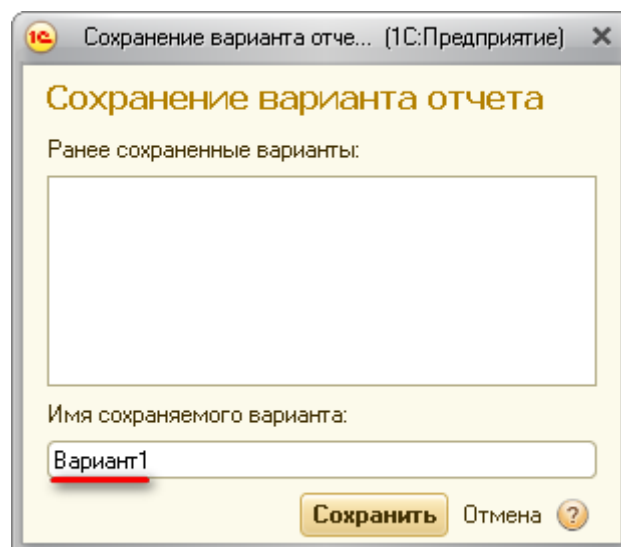 1С Сохранение варианта отче... (1С:Предприятие)
Сохранение варианта отчета
Ранее сохраненные варианты:
Имя сохраняемого варианта:
Вариант1
Сохранить Отмена ?